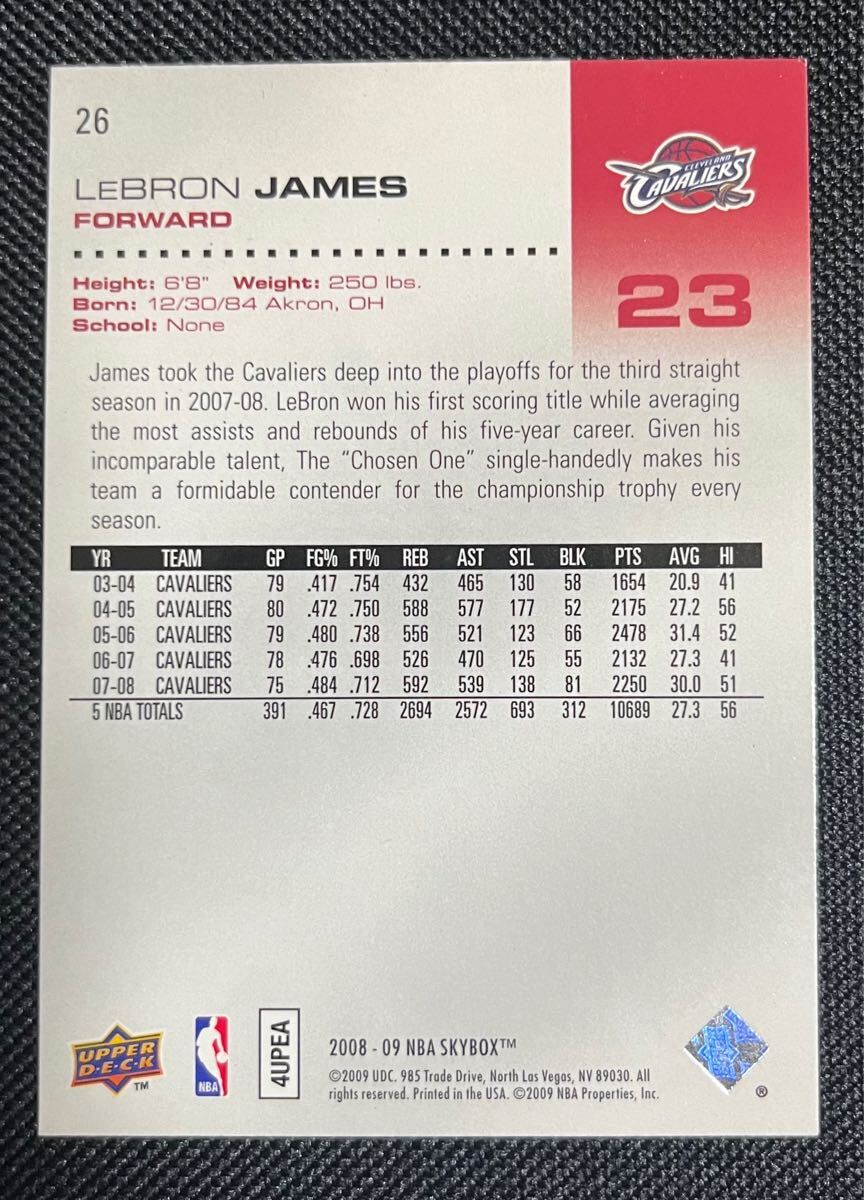 26
CLEVELAND
CAVALIERS
LEBRON JAMES
FORWARD
23
Height: 6'8" Weight: 250 lbs.
Born: 12/30/84 Akron, OH
School: None
James took the Cavaliers deep into the playoffs for the third straight
season in 2007-08. LeBron won his first scoring title while averaging
the most assists and rebounds of his five-year career. Given his
incomparable talent, The "Chosen One" single-handedly makes his
team a formidable contender for the championship trophy every
season.
YR TEAM GP FG% FT% REB AST STL BLK PTS AVG HI
03-04 CAVALIERS 79 .417 .754 432 465 130 58 1654 20.9 41
04-05 CAVALIERS 80 .472 .750 588 577 177 52 2175 27.2 56
05-06 CAVALIERS 79 .480 .738 556 521 123 66 2478 31.4 52
06-07 CAVALIERS 78 .476 .698 526 470 125 55 2132 27.3 41
07-08 CAVALIERS 75 .484 .712 592 539 138 81 2250 30.0 51
5 NBA TOTALS 391 .467 .728 2694 2572 693 312 10689 27.3 56
UPPER
D·E·C·K
TM
NBA
4UPEA
2008 - 09 NBA SKYBOX™
©2009 UDC. 985 Trade Drive, North Las Vegas, NV 89030. All
rights reserved. Printed in the USA. ©2009 NBA Properties, Inc.
®